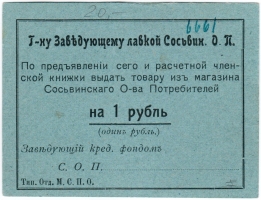 20.-
6661
Г-ну Завѣдующему лавкой Сосьвин. О. П.
По предъявленіи сего и расчетной член-
ской книжки выдать товару изъ магазина
Сосьвинскаго О-ва Потребителей
на 1 рубль
(одинъ рубль.)
Завѣдующій кред. фондомъ
С. О. П.
Тип. Отд. М. С. П. О.